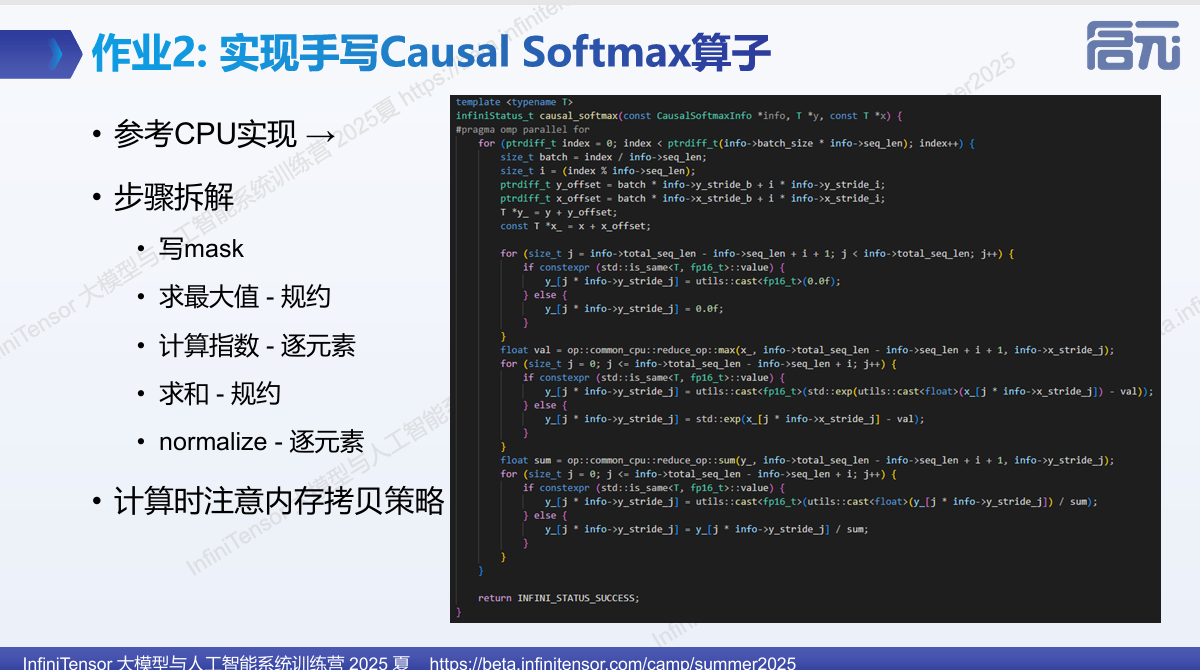 作业2: 实现手写Causal Softmax算子
启元
• 参考CPU实现 →
• 步骤拆解
• 写mask
• 求最大值 - 规约
• 计算指数 - 逐元素
• 求和 - 规约
• normalize - 逐元素
• 计算时注意内存拷贝策略
template <typename T>
infiniStatus_t causal_softmax(const CausalSoftmaxInfo *info, T *y, const T *x) {
#pragma omp parallel for
    for (ptrdiff_t index = 0; index < ptrdiff_t(info->batch_size * info->seq_len); index++) {
        size_t batch = index / info->seq_len;
        size_t i = (index % info->seq_len);
        ptrdiff_t y_offset = batch * info->y_stride_b + i * info->y_stride_i;
        ptrdiff_t x_offset = batch * info->x_stride_b + i * info->x_stride_i;
        T *y_ = y + y_offset;
        const T *x_ = x + x_offset;
        for (size_t j = info->total_seq_len - info->seq_len + i + 1; j < info->total_seq_len; j++) {
            if constexpr (std::is_same<T, fp16_t>::value) {
                y_[j * info->y_stride_j] = utils::cast<fp16_t>(0.0f);
            } else {
                y_[j * info->y_stride_j] = 0.0f;
            }
        }
        float val = op::common_cpu::reduce_op::max(x_, info->total_seq_len - info->seq_len + i + 1, info->x_stride_j);
        for (size_t j = 0; j <= info->total_seq_len - info->seq_len + i; j++) {
            if constexpr (std::is_same<T, fp16_t>::value) {
                y_[j * info->y_stride_j] = utils::cast<fp16_t>(std::exp(utils::cast<float>(x_[j * info->x_stride_j]) - val));
            } else {
                y_[j * info->y_stride_j] = std::exp(x_[j * info->x_stride_j] - val);
            }
        }
        float sum = op::common_cpu::reduce_op::sum(y_, info->total_seq_len - info->seq_len + i + 1, info->y_stride_j);
        for (size_t j = 0; j <= info->total_seq_len - info->seq_len + i; j++) {
            if constexpr (std::is_same<T, fp16_t>::value) {
                y_[j * info->y_stride_j] = utils::cast<fp16_t>(utils::cast<float>(y_[j * info->y_stride_j]) / sum);
            } else {
                y_[j * info->y_stride_j] = y_[j * info->y_stride_j] / sum;
            }
        }
    }
    return INFINI_STATUS_SUCCESS;
}
InfiniTensor 大模型与人工智能系统训练营 2025 夏 https://beta.infinitensor.com/camp/summer2025